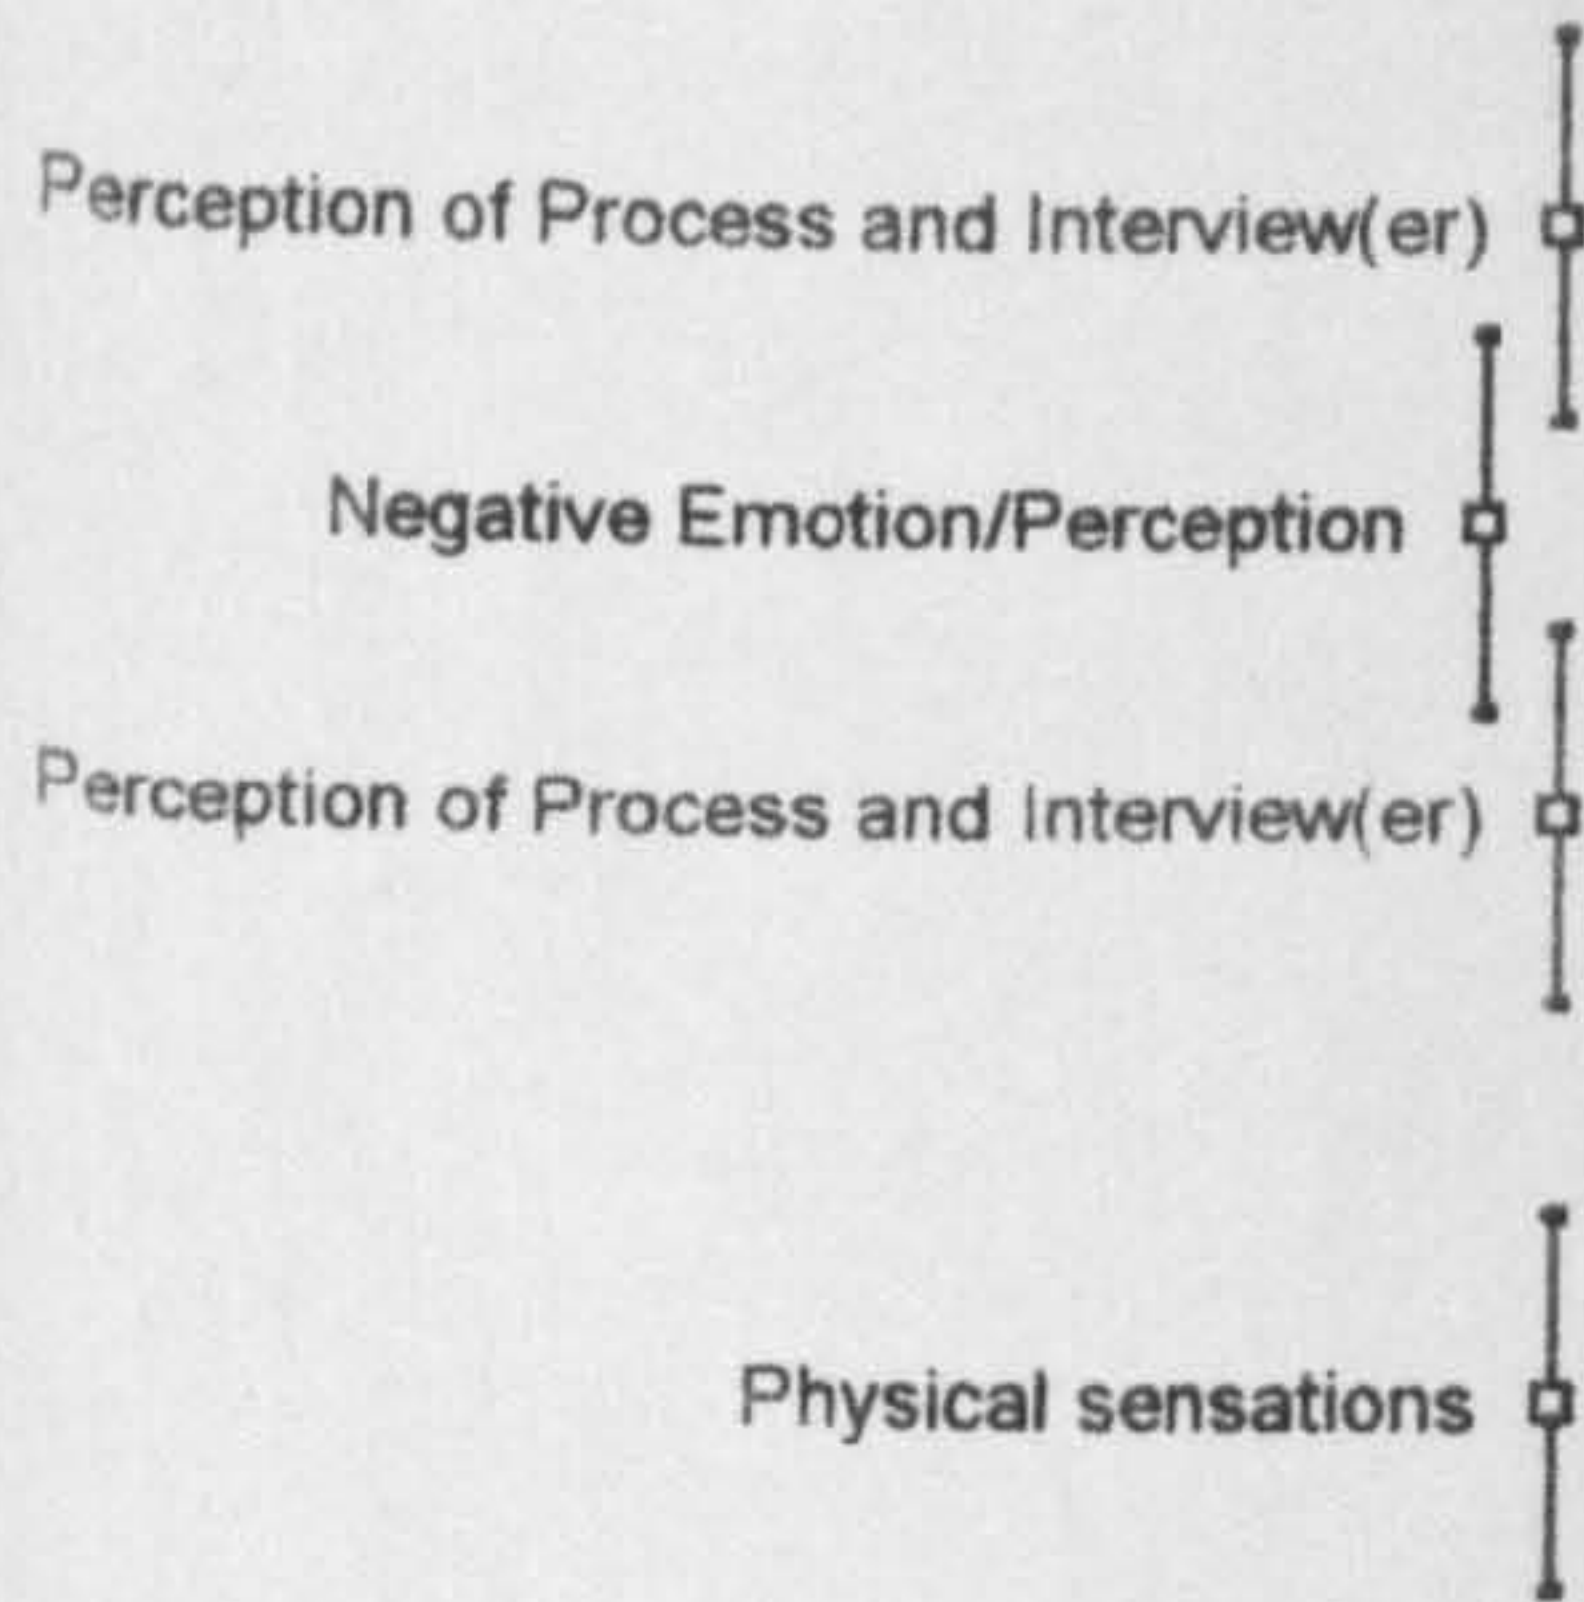 Perception of Process and Interview(er)
Negative Emotion/Perception
Perception of Process and Interview(er)
Physical sensations